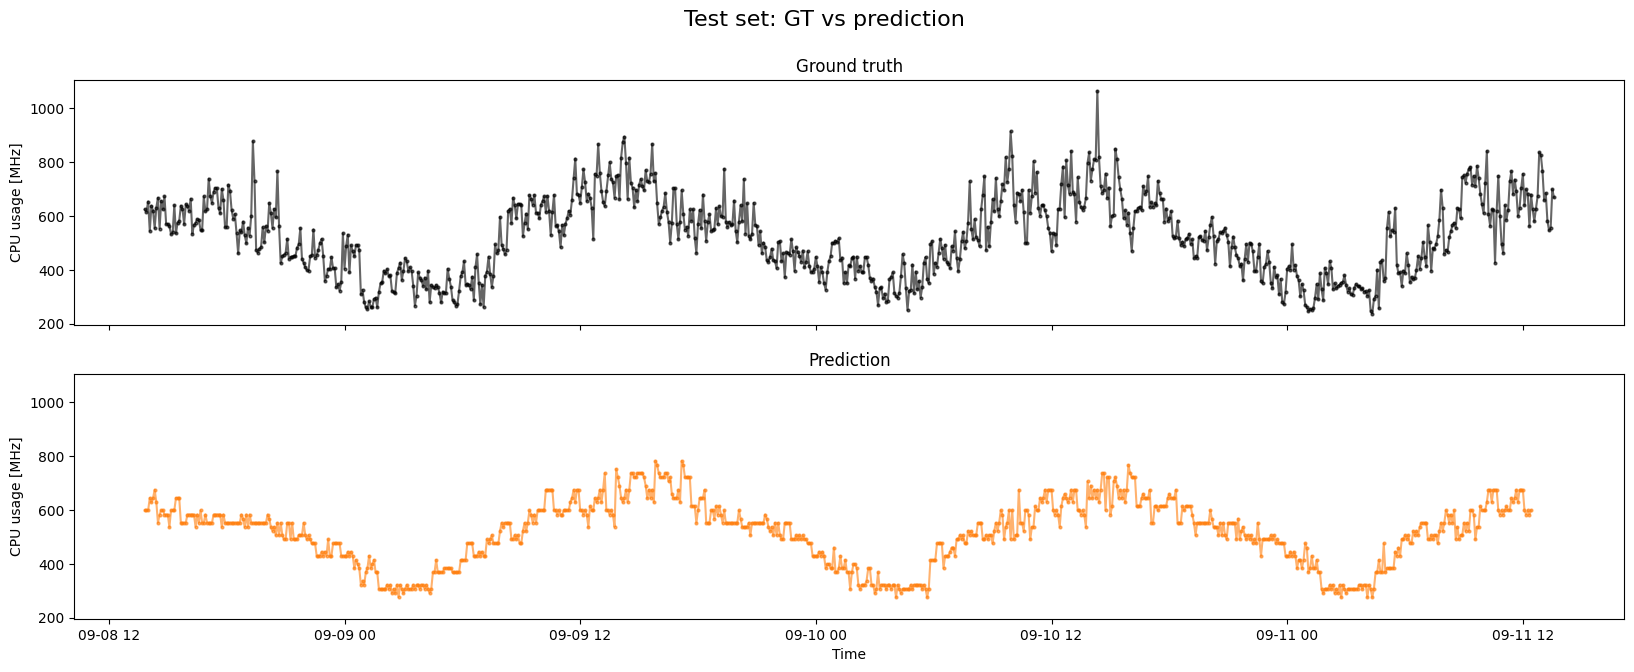 Test set: GT vs prediction
Ground truth
1000
800
600
400
200
CPU usage [MHz]
Prediction
1000
800
600
400
200
CPU usage [MHz]
09-08 12
09-09 00
09-09 12
09-10 00
09-10 12
09-11 00
09-11 12
Time